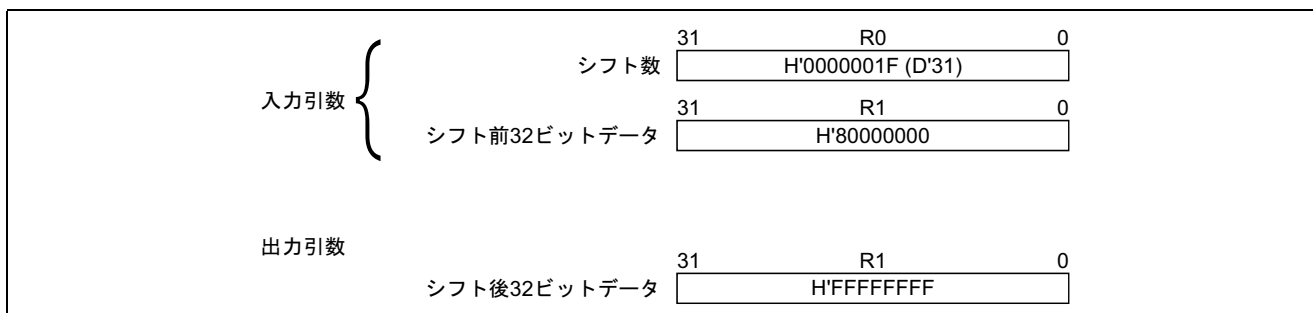 31 R0 0
シフト数 H'0000001F (D'31)
入力引数
31 R1 0
シフト前32ビットデータ H'80000000
出力引数
31 R1 0
シフト後32ビットデータ H'FFFFFFFF